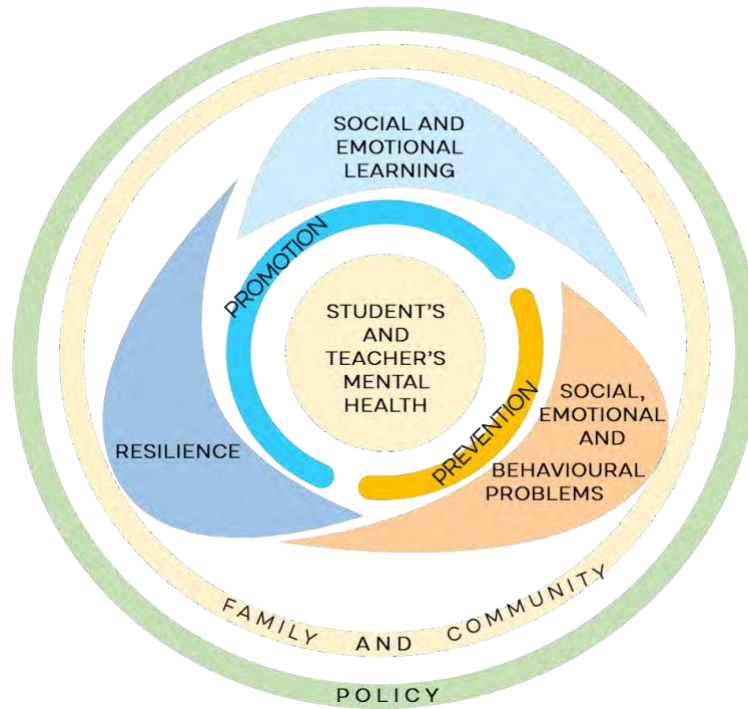 SOCIAL AND
EMOTIONAL
LEARNING
PROMOTION
STUDENT'S
AND
TEACHER'S
MENTAL
HEALTH
PREVENTION
SOCIAL,
EMOTIONAL
AND
BEHAVIOURAL
PROBLEMS
RESILIENCE
FAMILY AND COMMUNITY
POLICY